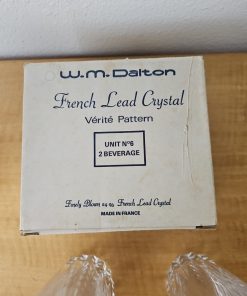 W.M. Dalton
French Lead Crystal
Vérité Pattern
UNIT Nº6
2 BEVERAGE
Finely Blown 24 % French Lead Crystal
MADE IN FRANCE